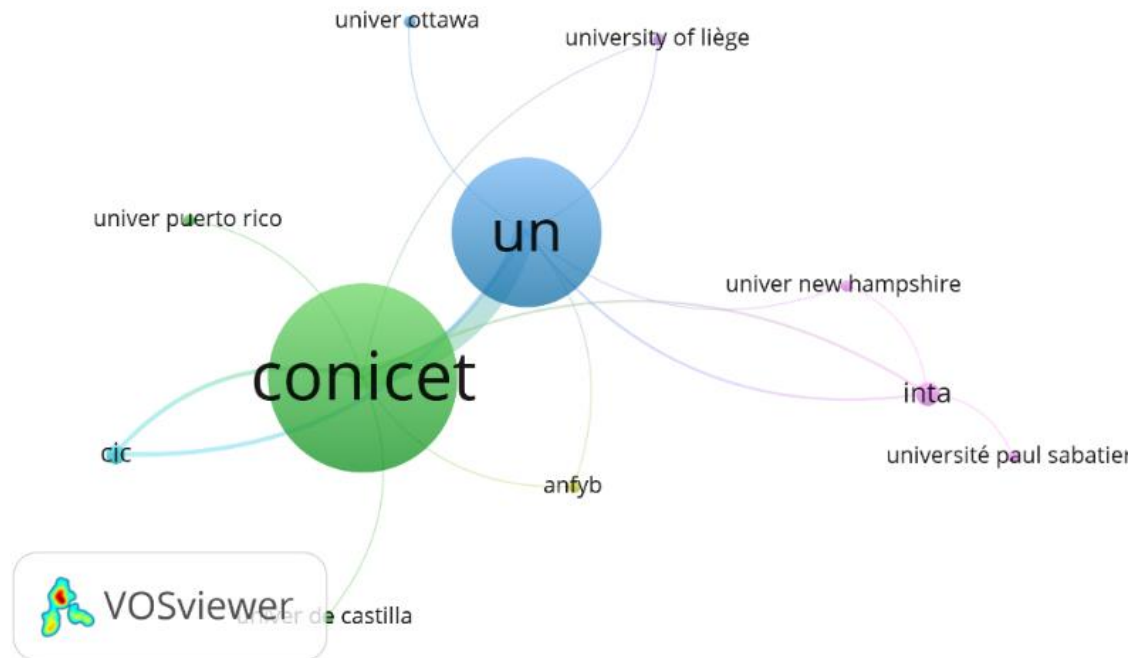 univer ottawa
university of liège
un
univer puerto rico
univer new hampshire
conicet
inta
cic
université paul sabatier
anfyb
VOSviewer
univer de castilla